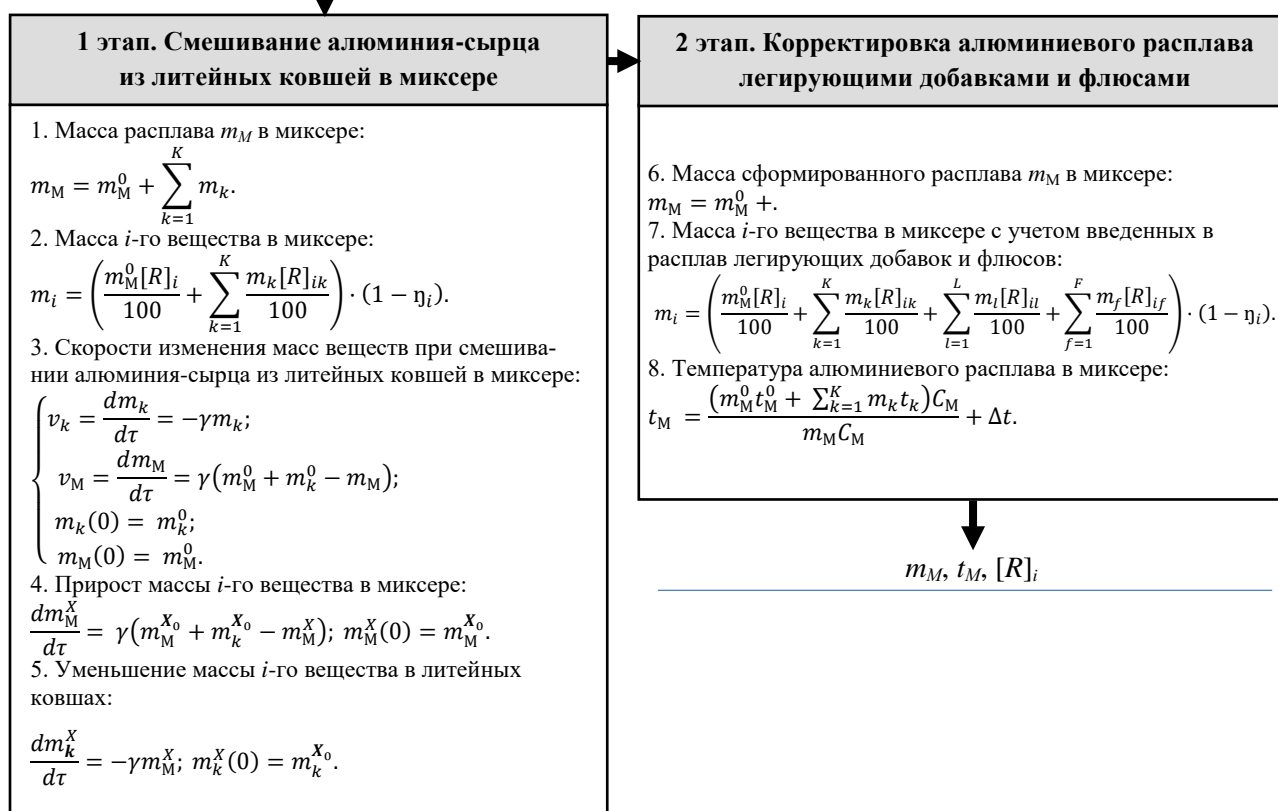 1 этап. Смешивание алюминия-сырца
из литейных ковшей в миксере
1. Масса расплава m_M в миксере:
m_М = m_М^0 + ∑_{k=1}^{K} m_k.
2. Масса i-го вещества в миксере:
m_i = (m_М^0[R]_i/100 + ∑_{k=1}^{K} m_k[R]_{ik}/100) · (1 − ŋ_i).
3. Скорости изменения масс веществ при смешива-
нии алюминия-сырца из литейных ковшей в миксере:
v_k = dm_k/dτ = −γm_k;
v_М = dm_М/dτ = γ(m_М^0 + m_k^0 − m_М);
m_k(0) = m_k^0;
m_М(0) = m_М^0.
4. Прирост массы i-го вещества в миксере:
dm_М^X/dτ = γ(m_М^{X_0} + m_k^{X_0} − m_М^X); m_М^X(0) = m_М^{X_0}.
5. Уменьшение массы i-го вещества в литейных
ковшах:
dm_k^X/dτ = −γm_М^X; m_k^X(0) = m_k^{X_0}.
2 этап. Корректировка алюминиевого расплава
легирующими добавками и флюсами
6. Масса сформированного расплава m_М в миксере:
m_М = m_М^0 +.
7. Масса i-го вещества в миксере с учетом введенных в
расплав легирующих добавок и флюсов:
m_i = (m_М^0[R]_i/100 + ∑_{k=1}^{K} m_k[R]_{ik}/100 + ∑_{l=1}^{L} m_l[R]_{il}/100 + ∑_{f=1}^{F} m_f[R]_{if}/100) · (1 − ŋ_i).
8. Температура алюминиевого расплава в миксере:
t_М = (m_М^0 t_М^0 + ∑_{k=1}^{K} m_k t_k)C_М / m_М C_М + Δt.
m_M, t_M, [R]_i